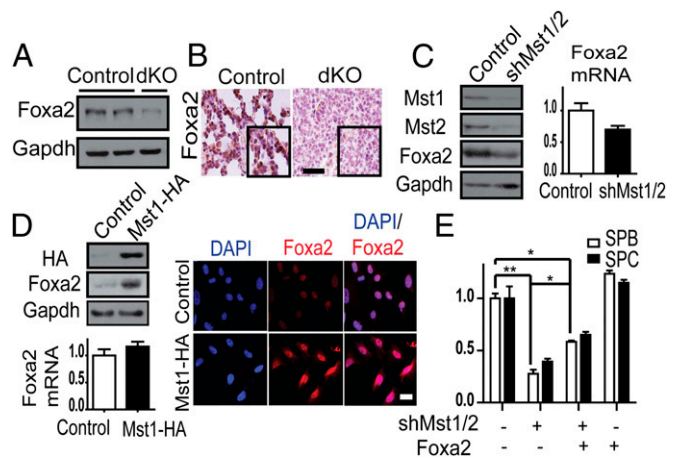 A
Control dKO
Foxa2
Gapdh
B
Control dKO
Foxa2
C
Control
shMst1/2
Mst1
Mst2
Foxa2
Gapdh
Foxa2
mRNA
1.0
0.5
0.0
Control shMst1/2
D
Control
Mst1-HA
HA
Foxa2
Gapdh
Foxa2
mRNA
1.0
0.5
0.0
Control Mst1-HA
DAPI Foxa2 DAPI/
Foxa2
Control
Mst1-HA
E
SPB
SPC
* ** *
1.0
0.5
0.0
shMst1/2 - + + -
Foxa2 - - + +